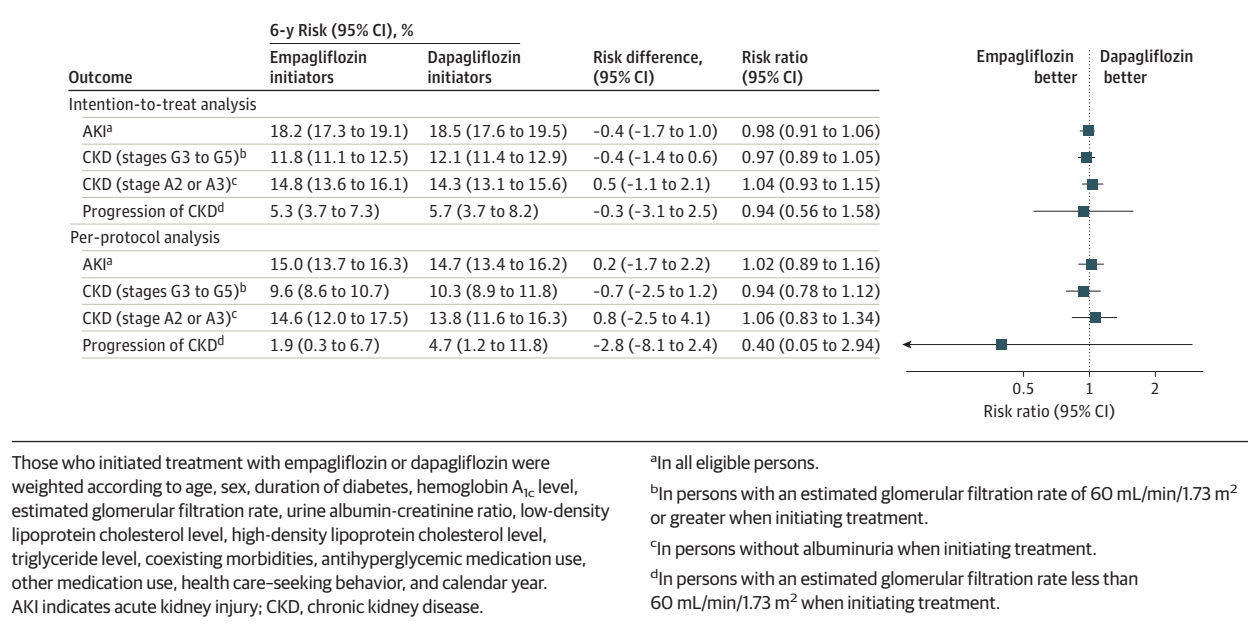 6-y Risk (95% CI), %
Outcome Empagliflozin initiators Dapagliflozin initiators Risk difference, (95% CI) Risk ratio (95% CI) Empagliflozin better Dapagliflozin better
Intention-to-treat analysis
AKIᵃ 18.2 (17.3 to 19.1) 18.5 (17.6 to 19.5) -0.4 (-1.7 to 1.0) 0.98 (0.91 to 1.06)
CKD (stages G3 to G5)ᵇ 11.8 (11.1 to 12.5) 12.1 (11.4 to 12.9) -0.4 (-1.4 to 0.6) 0.97 (0.89 to 1.05)
CKD (stage A2 or A3)ᶜ 14.8 (13.6 to 16.1) 14.3 (13.1 to 15.6) 0.5 (-1.1 to 2.1) 1.04 (0.93 to 1.15)
Progression of CKDᵈ 5.3 (3.7 to 7.3) 5.7 (3.7 to 8.2) -0.3 (-3.1 to 2.5) 0.94 (0.56 to 1.58)
Per-protocol analysis
AKIᵃ 15.0 (13.7 to 16.3) 14.7 (13.4 to 16.2) 0.2 (-1.7 to 2.2) 1.02 (0.89 to 1.16)
CKD (stages G3 to G5)ᵇ 9.6 (8.6 to 10.7) 10.3 (8.9 to 11.8) -0.7 (-2.5 to 1.2) 0.94 (0.78 to 1.12)
CKD (stage A2 or A3)ᶜ 14.6 (12.0 to 17.5) 13.8 (11.6 to 16.3) 0.8 (-2.5 to 4.1) 1.06 (0.83 to 1.34)
Progression of CKDᵈ 1.9 (0.3 to 6.7) 4.7 (1.2 to 11.8) -2.8 (-8.1 to 2.4) 0.40 (0.05 to 2.94)
0.5 1 2
Risk ratio (95% CI)
Those who initiated treatment with empagliflozin or dapagliflozin were
weighted according to age, sex, duration of diabetes, hemoglobin A₁c level,
estimated glomerular filtration rate, urine albumin-creatinine ratio, low-density
lipoprotein cholesterol level, high-density lipoprotein cholesterol level,
triglyceride level, coexisting morbidities, antihyperglycemic medication use,
other medication use, health care–seeking behavior, and calendar year.
AKI indicates acute kidney injury; CKD, chronic kidney disease.
ᵃIn all eligible persons.
ᵇIn persons with an estimated glomerular filtration rate of 60 mL/min/1.73 m²
or greater when initiating treatment.
ᶜIn persons without albuminuria when initiating treatment.
ᵈIn persons with an estimated glomerular filtration rate less than
60 mL/min/1.73 m² when initiating treatment.